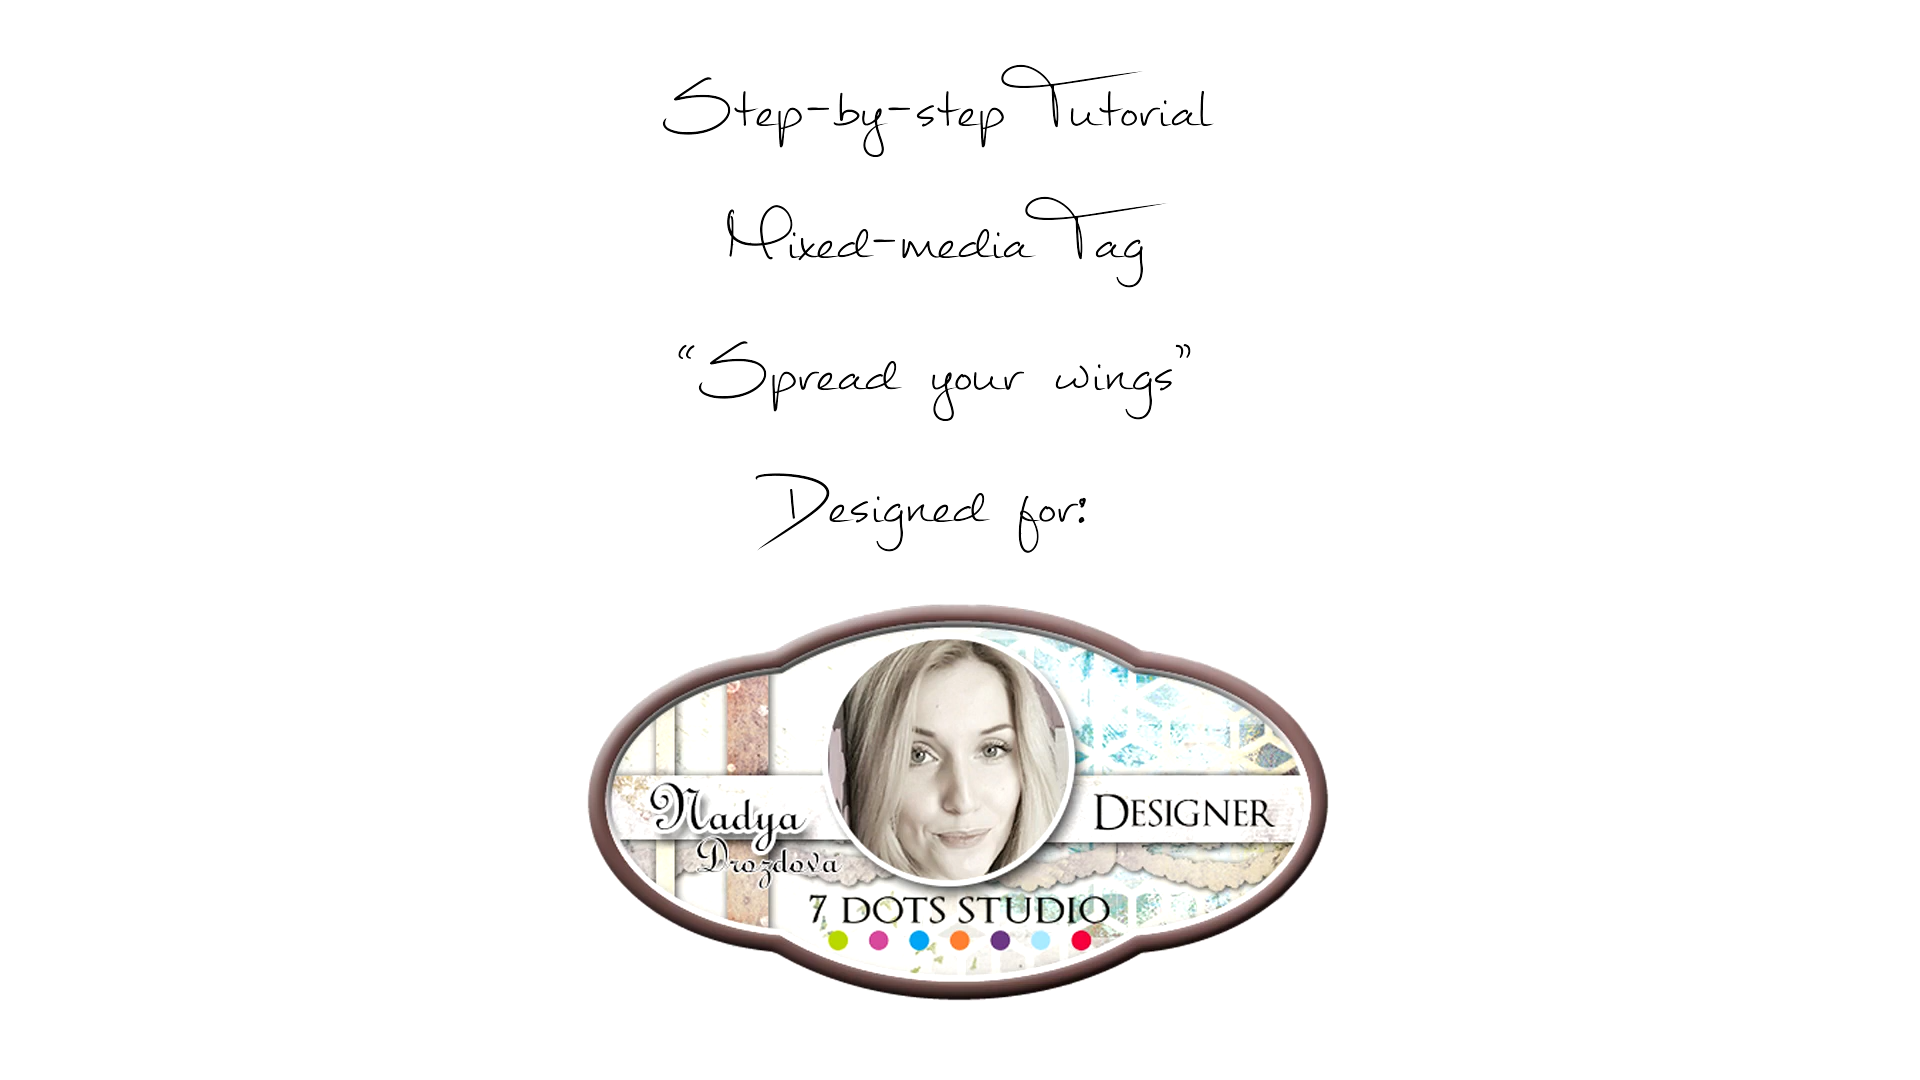 Step-by-step Tutorial
Mixed-media Tag
“Spread your wings”
Designed for:
Nadya
Drozdova
DESIGNER
7 DOTS STUDIO